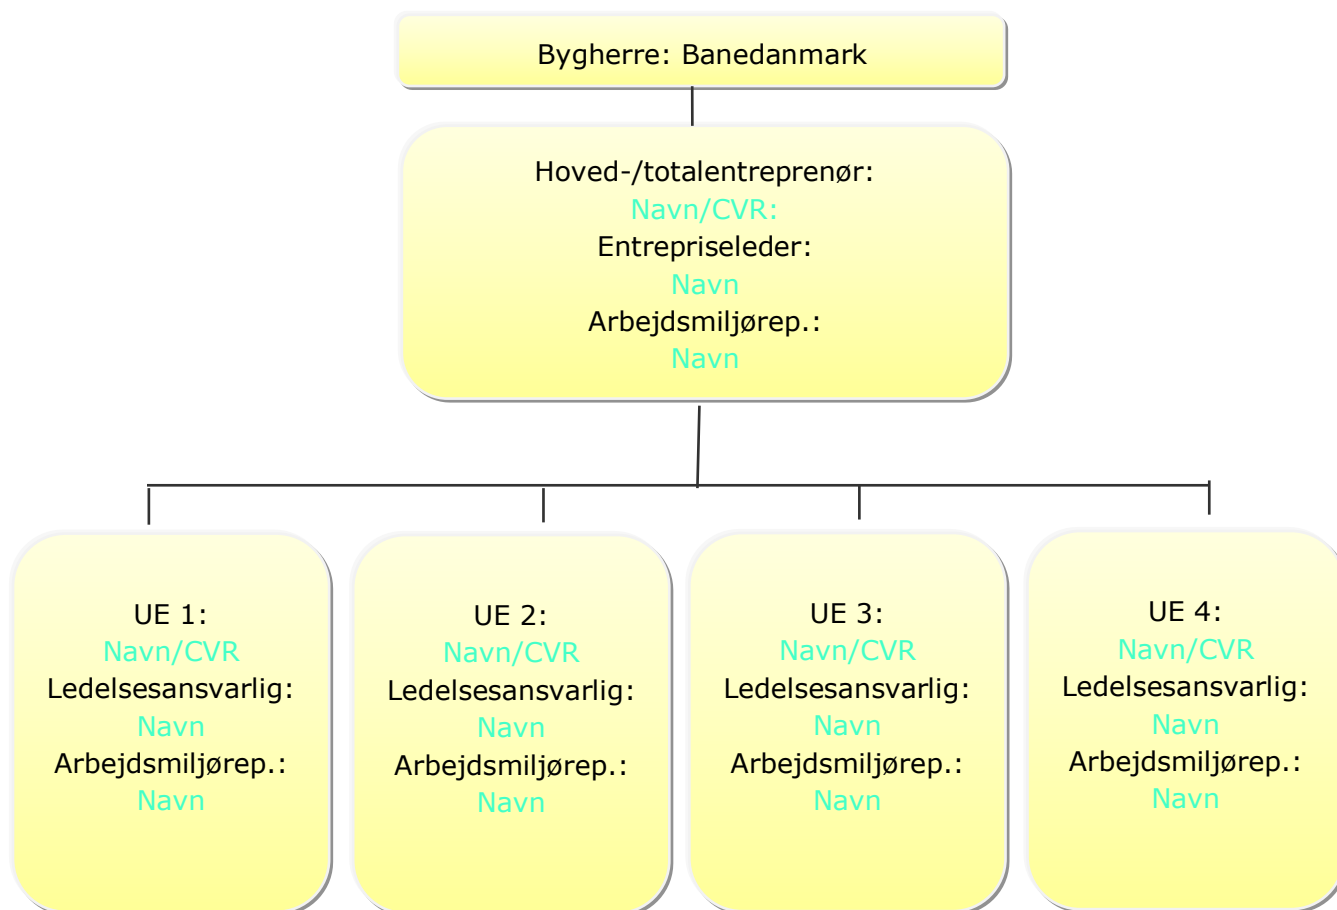 Bygherre: Banedanmark
Hoved-/totalentreprenør:
Navn/CVR:
Entrepriseleder:
Navn
Arbejdsmiljørep.:
Navn
UE 1:
Navn/CVR
Ledelsesansvarlig:
Navn
Arbejdsmiljørep.:
Navn
UE 2:
Navn/CVR
Ledelsesansvarlig:
Navn
Arbejdsmiljørep.:
Navn
UE 3:
Navn/CVR
Ledelsesansvarlig:
Navn
Arbejdsmiljørep.:
Navn
UE 4:
Navn/CVR
Ledelsesansvarlig:
Navn
Arbejdsmiljørep.:
Navn